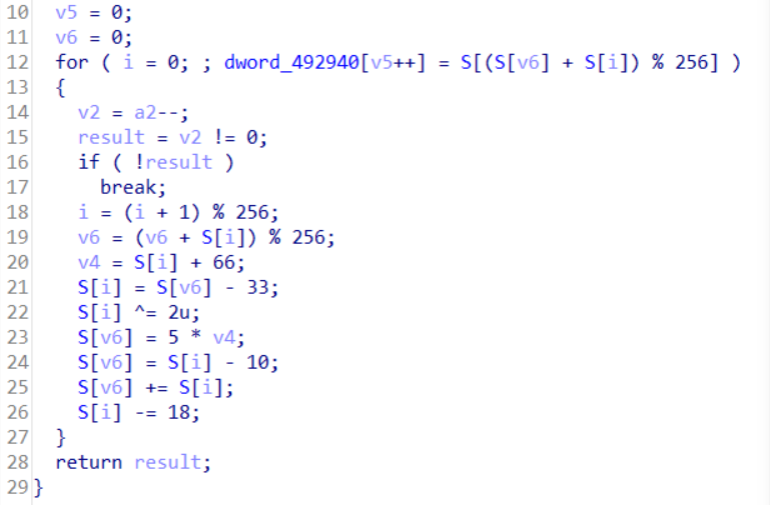 10 v5 = 0;
11 v6 = 0;
12 for ( i = 0; ; dword_492940[v5++] = S[(S[v6] + S[i]) % 256] )
13 {
14 v2 = a2--;
15 result = v2 != 0;
16 if ( !result )
17 break;
18 i = (i + 1) % 256;
19 v6 = (v6 + S[i]) % 256;
20 v4 = S[i] + 66;
21 S[i] = S[v6] - 33;
22 S[i] ^= 2u;
23 S[v6] = 5 * v4;
24 S[v6] = S[i] - 10;
25 S[v6] += S[i];
26 S[i] -= 18;
27 }
28 return result;
29 }